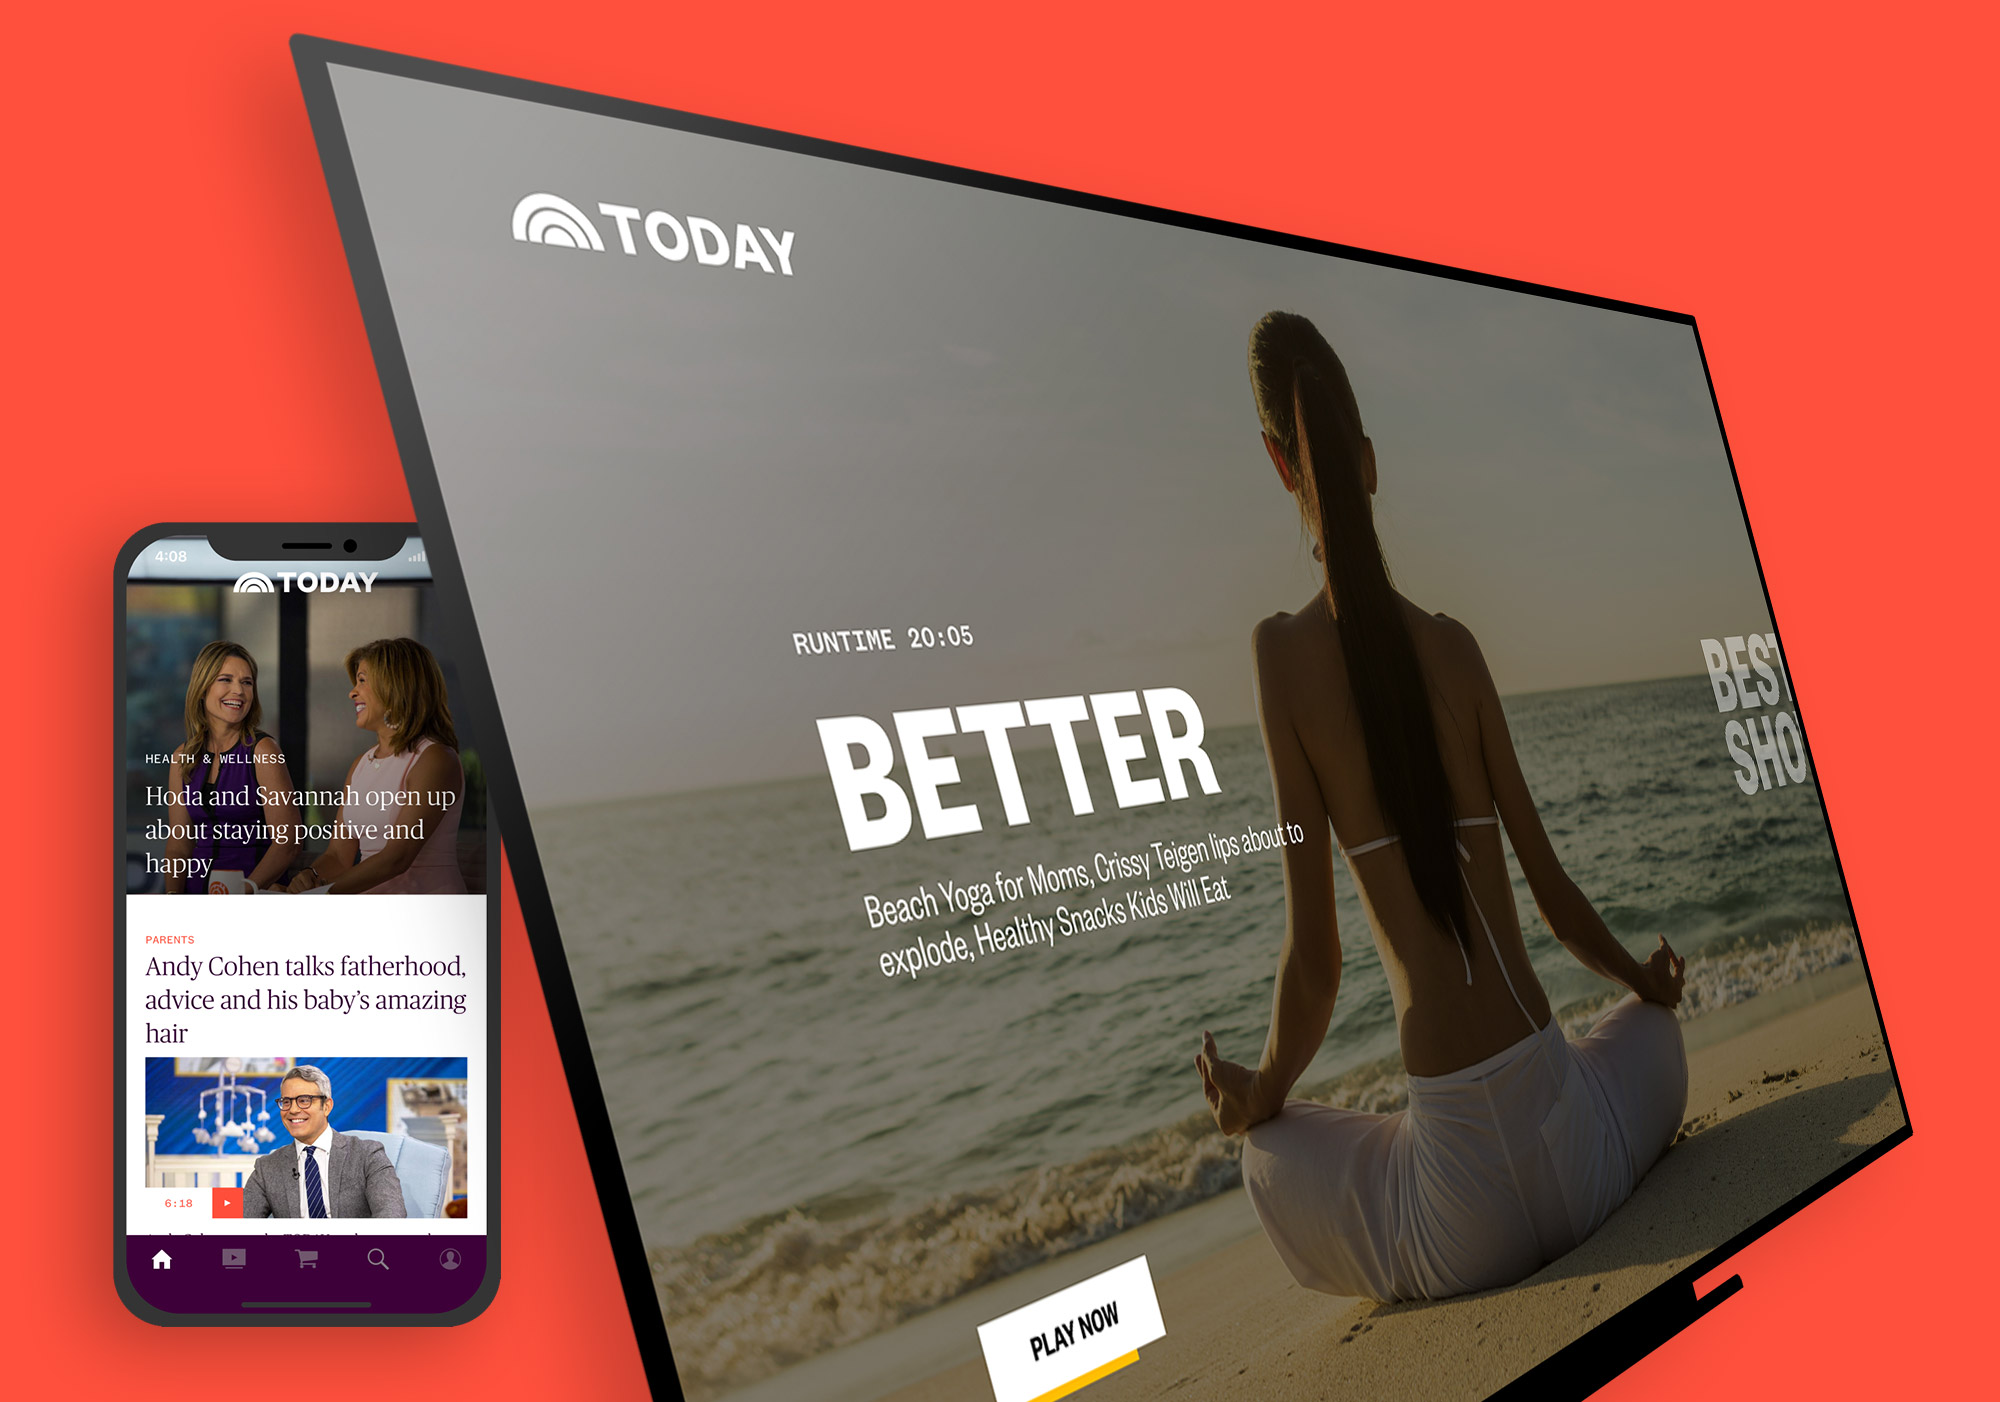 TODAY
RUNTIME 20:05
BETTER
Beach Yoga for Moms, Crissy Teigen lips about to
explode, Healthy Snacks Kids Will Eat
PLAY NOW
4:08
TODAY
HEALTH & WELLNESS
Hoda and Savannah open up
about staying positive and
happy
PARENTS
Andy Cohen talks fatherhood,
advice and his baby’s amazing
hair
6:18